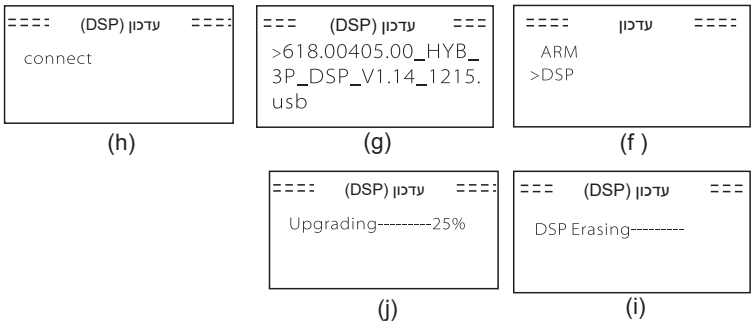 ==== עדכון ====
ARM
>DSP
(f )
==== עדכון (DSP) ===
>618.00405.00_HYB_
3P_DSP_V1.14_1215.
usb
(g)
==== עדכון (DSP) ====
connect
(h)
=== עדכון (DSP) ===
DSP Erasing---------
(i)
==== עדכון (DSP) ====
Upgrading---------25%
(j)